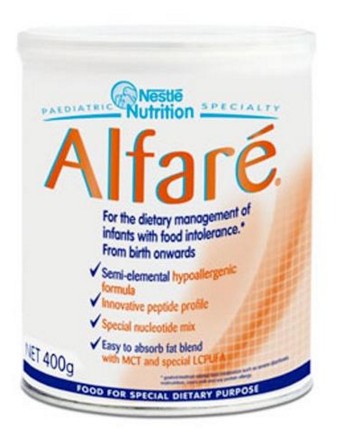 Nestlé
PAEDIATRIC Nutrition SPECIALTY
Alfaré®
For the dietary management of
infants with food intolerance.*
From birth onwards
✓ Semi-elemental hypoallergenic
formula
✓ Innovative peptide profile
✓ Special nucleotide mix
✓ Easy to absorb fat blend
with MCT and special LCPUFA
NET 400g
FOOD FOR SPECIAL DIETARY PURPOSE